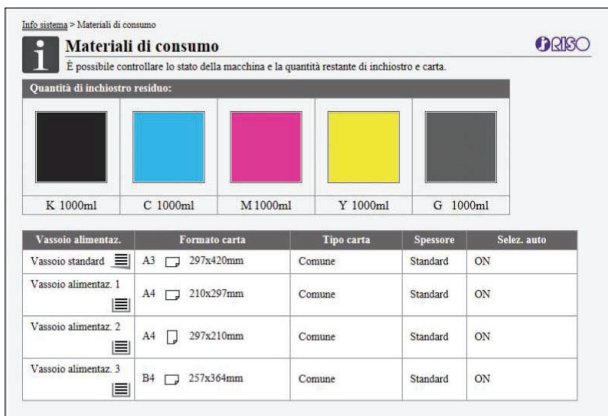 Info sistema > Materiali di consumo
i Materiali di consumo
RISO
È possibile controllare lo stato della macchina e la quantità restante di inchiostro e carta.
Quantità di inchiostro residuo:
K 1000ml C 1000ml M 1000ml Y 1000ml G 1000ml
Vassoio alimentaz. Formato carta Tipo carta Spessore Selez. auto
Vassoio standard A3 297x420mm Comune Standard ON
Vassoio alimentaz. 1
A4 210x297mm Comune Standard ON
Vassoio alimentaz. 2
A4 297x210mm Comune Standard ON
Vassoio alimentaz. 3
B4 257x364mm Comune Standard ON